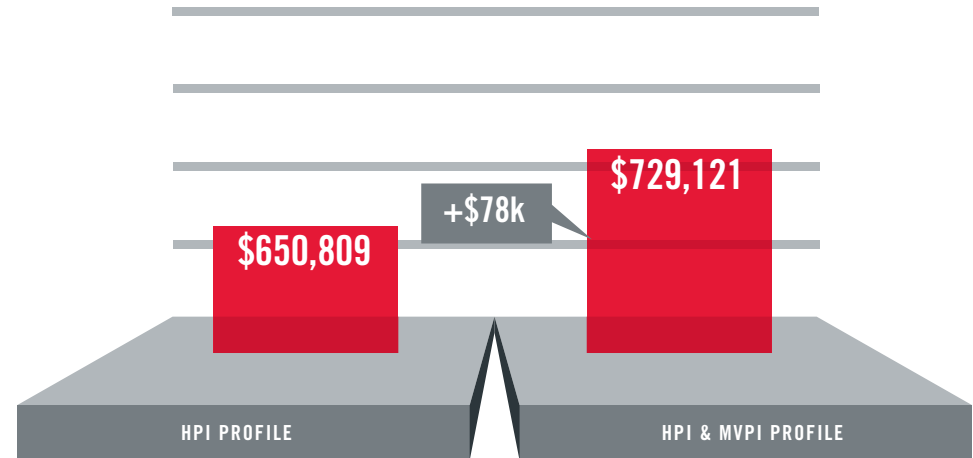 $729,121
+$78k
$650,809
HPI PROFILE
HPI & MVPI PROFILE